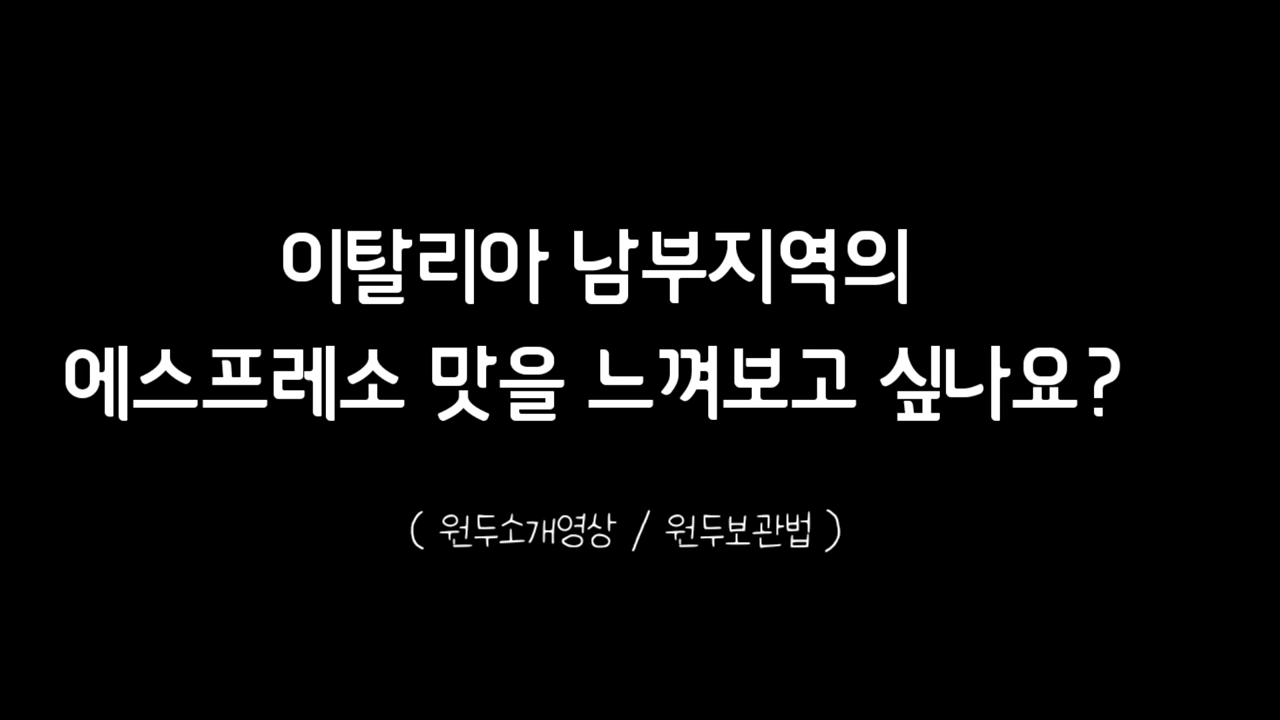 이탈리아 남부지역의
에스프레소 맛을 느껴보고 싶나요?
( 원두소개영상 / 원두보관법 )